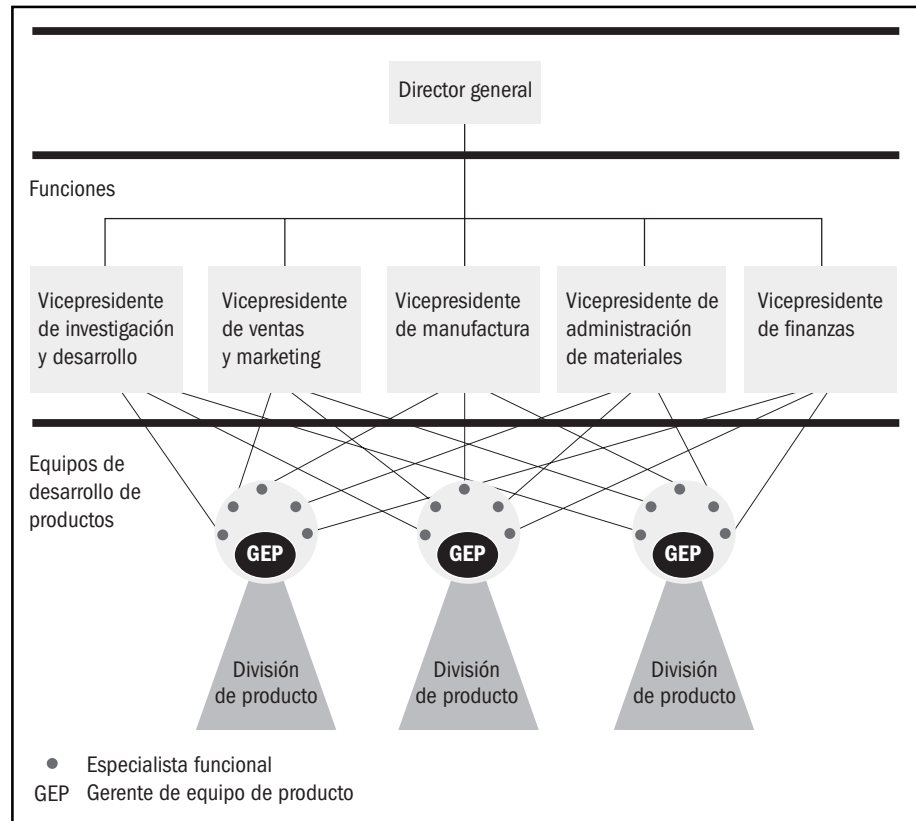 Director general
Funciones
Vicepresidente
de investigación
y desarrollo
Vicepresidente
de ventas
y marketing
Vicepresidente
de manufactura
Vicepresidente de
administración
de materiales
Vicepresidente
de finanzas
Equipos de
desarrollo de
productos
GEP
GEP
GEP
División
de producto
División
de producto
División
de producto
Especialista funcional
GEP Gerente de equipo de producto